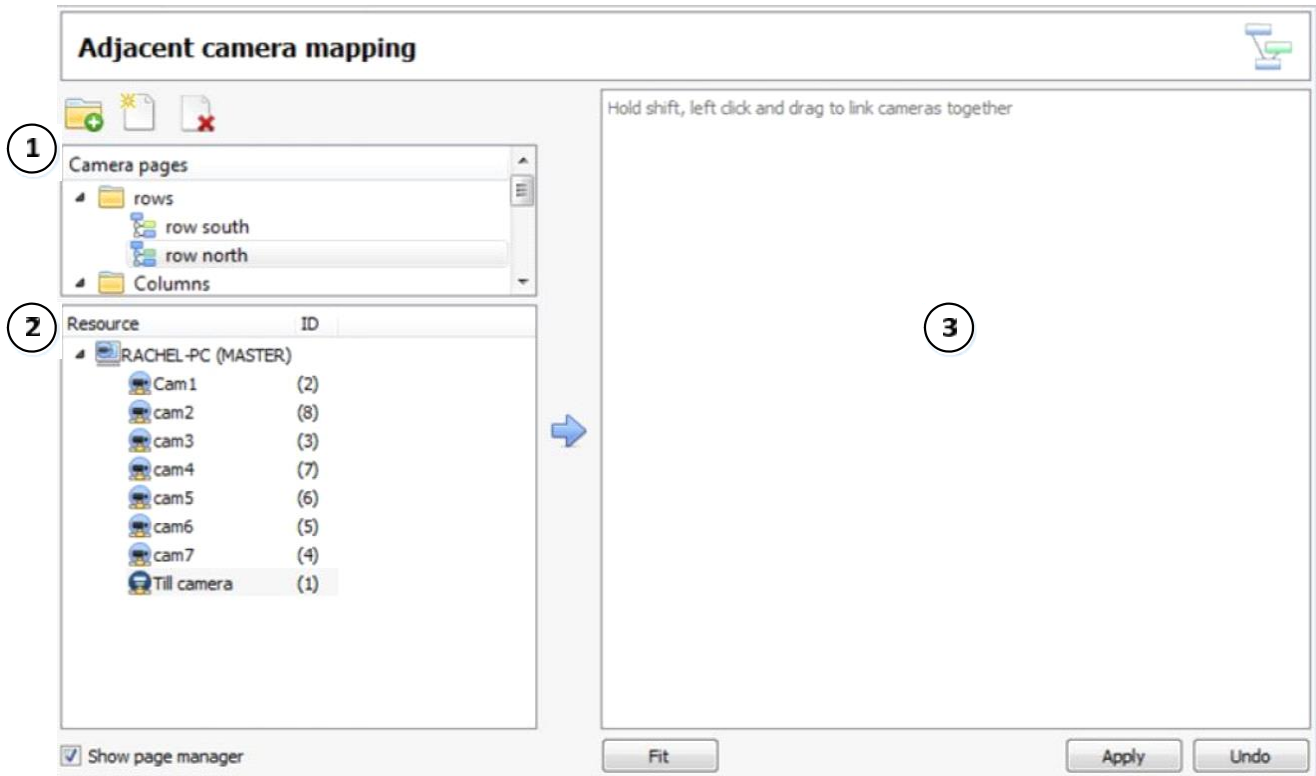 Adjacent camera mapping
Hold shift, left click and drag to link cameras together
1
Camera pages
rows
row south
row north
Columns
2
Resource ID
RACHEL-PC (MASTER)
Cam1 (2)
cam2 (8)
cam3 (3)
cam4 (7)
cam5 (6)
cam6 (5)
cam7 (4)
Till camera (1)
3
Show page manager
Fit
Apply
Undo